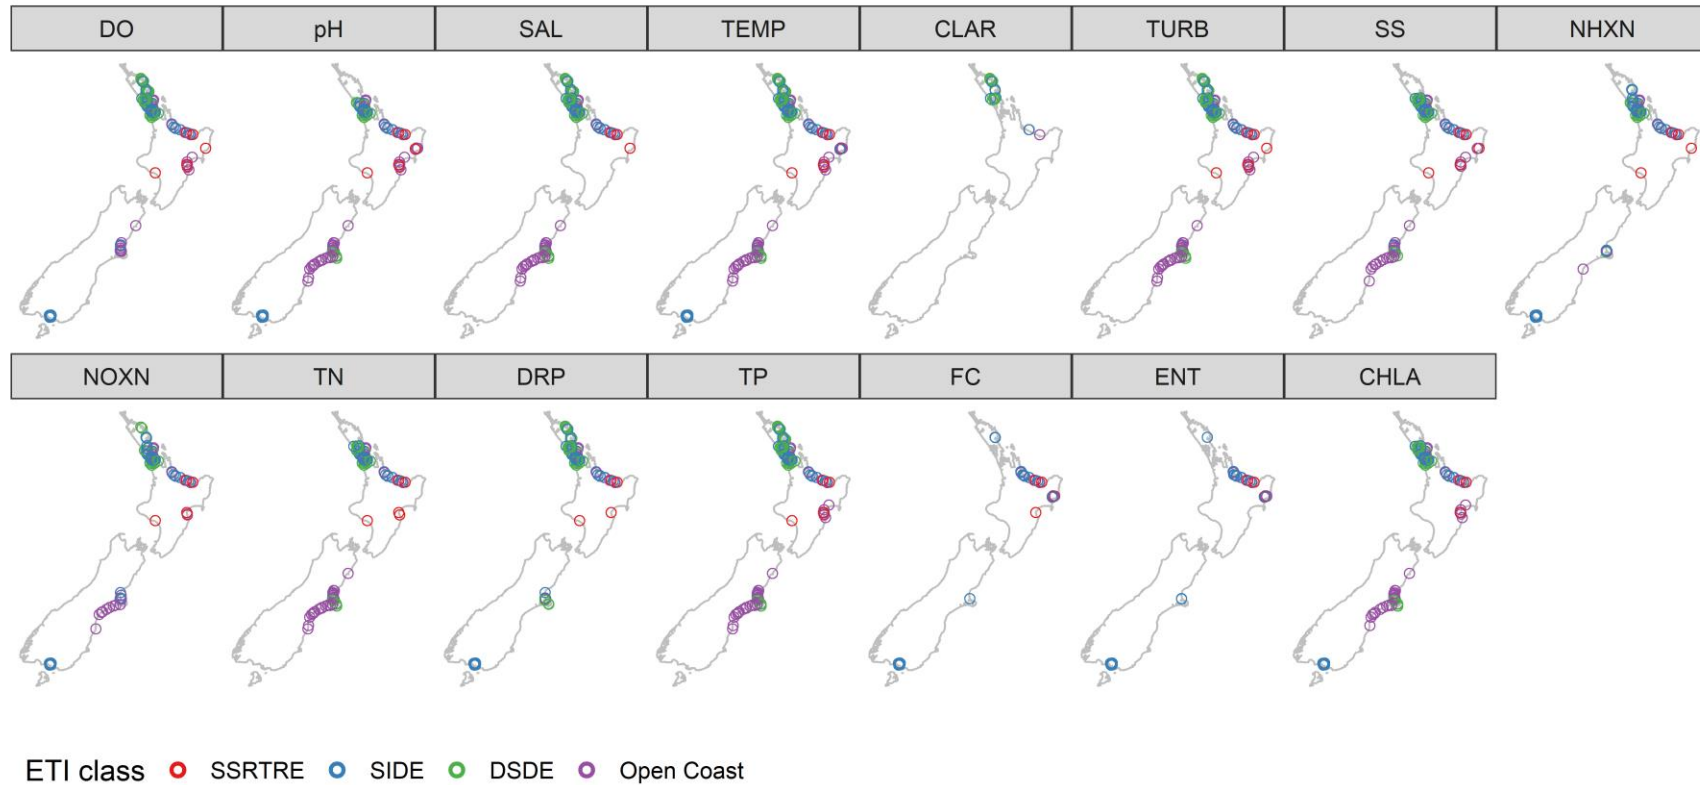 DO pH SAL TEMP CLAR TURB SS NHXN
NOXN TN DRP TP FC ENT CHLA
ETI class SSRTRE SIDE DSDE Open Coast